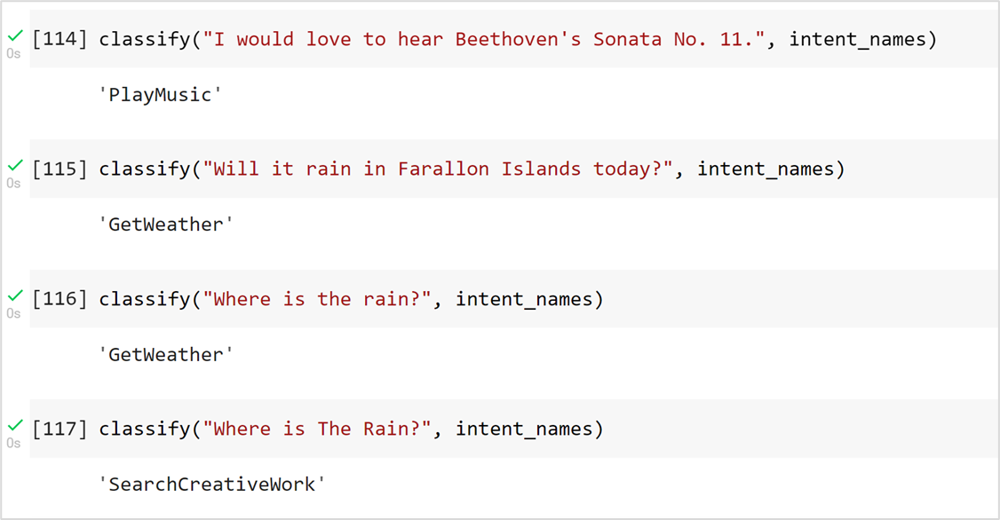 [114] classify("I would love to hear Beethoven's Sonata No. 11.", intent_names)
0s
'PlayMusic'
[115] classify("Will it rain in Farallon Islands today?", intent_names)
0s
'GetWeather'
[116] classify("Where is the rain?", intent_names)
0s
'GetWeather'
[117] classify("Where is The Rain?", intent_names)
0s
'SearchCreativeWork'